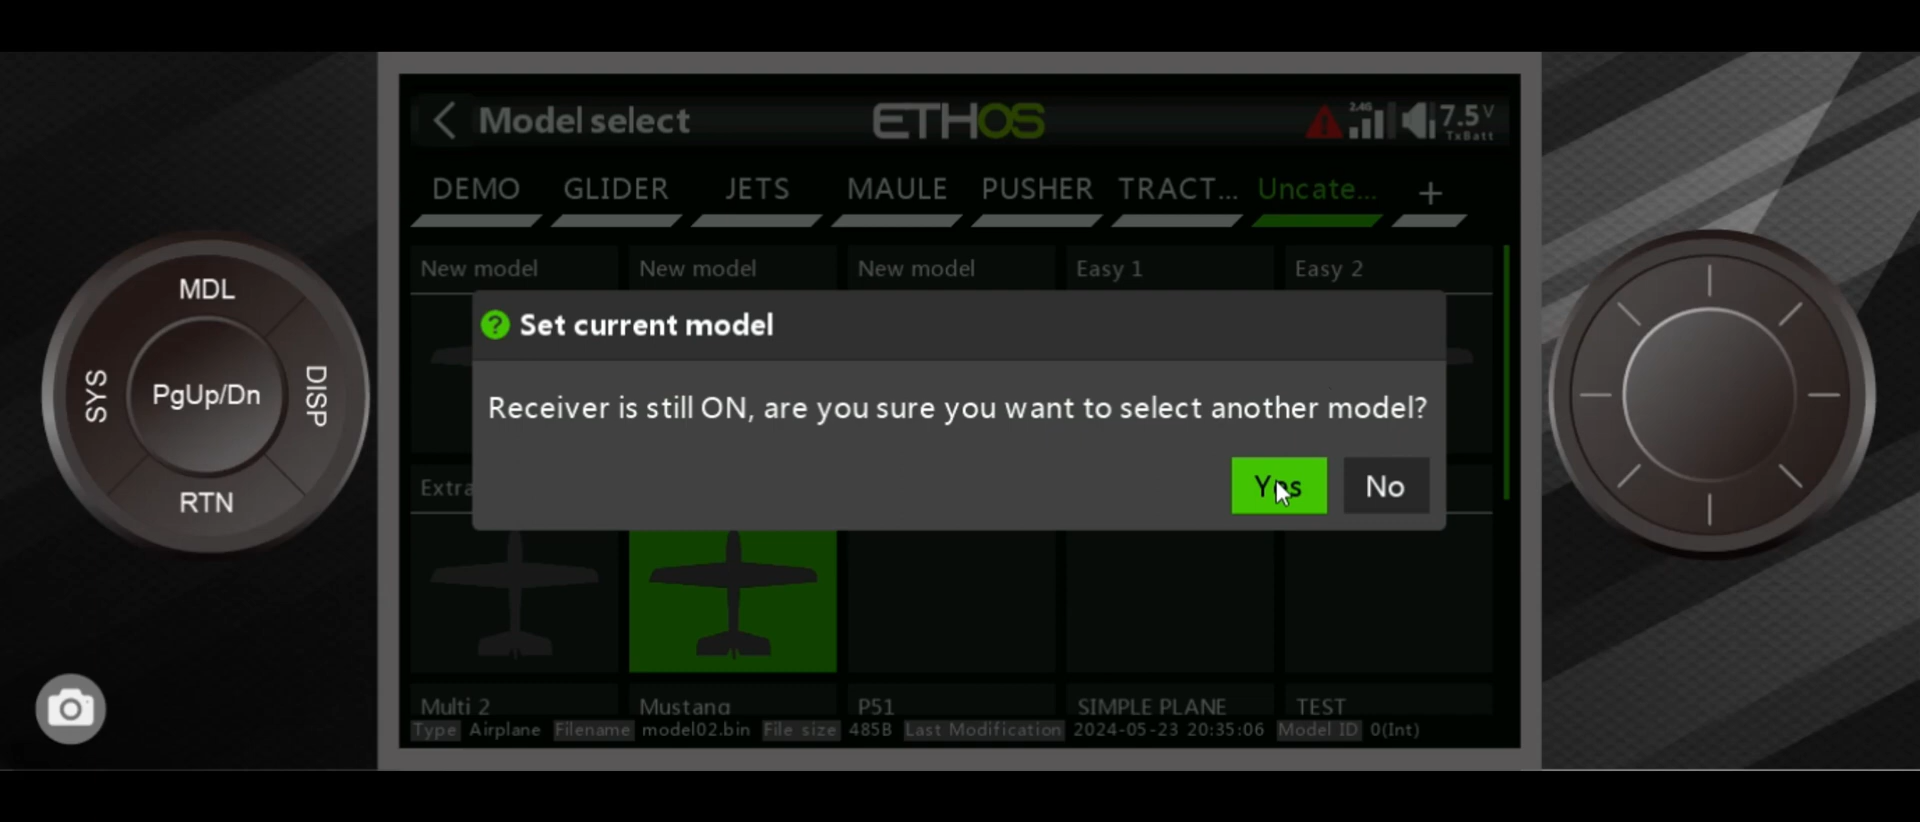 Model select
ETHOS
2.4G
7.5V
TxBatt
DEMO
GLIDER
JETS
MAULE
PUSHER
TRACT...
Uncate...
+
New model
New model
New model
Easy 1
Easy 2
? Set current model
Receiver is still ON, are you sure you want to select another model?
Yes
No
Extra
Multi 2
Mustang
P51
SIMPLE PLANE
TEST
Type Airplane Filename model02.bin File size 485B Last Modification 2024-05-23 20:35:06 Model ID 0(Int)
MDL
SYS
PgUp/Dn
DISP
RTN